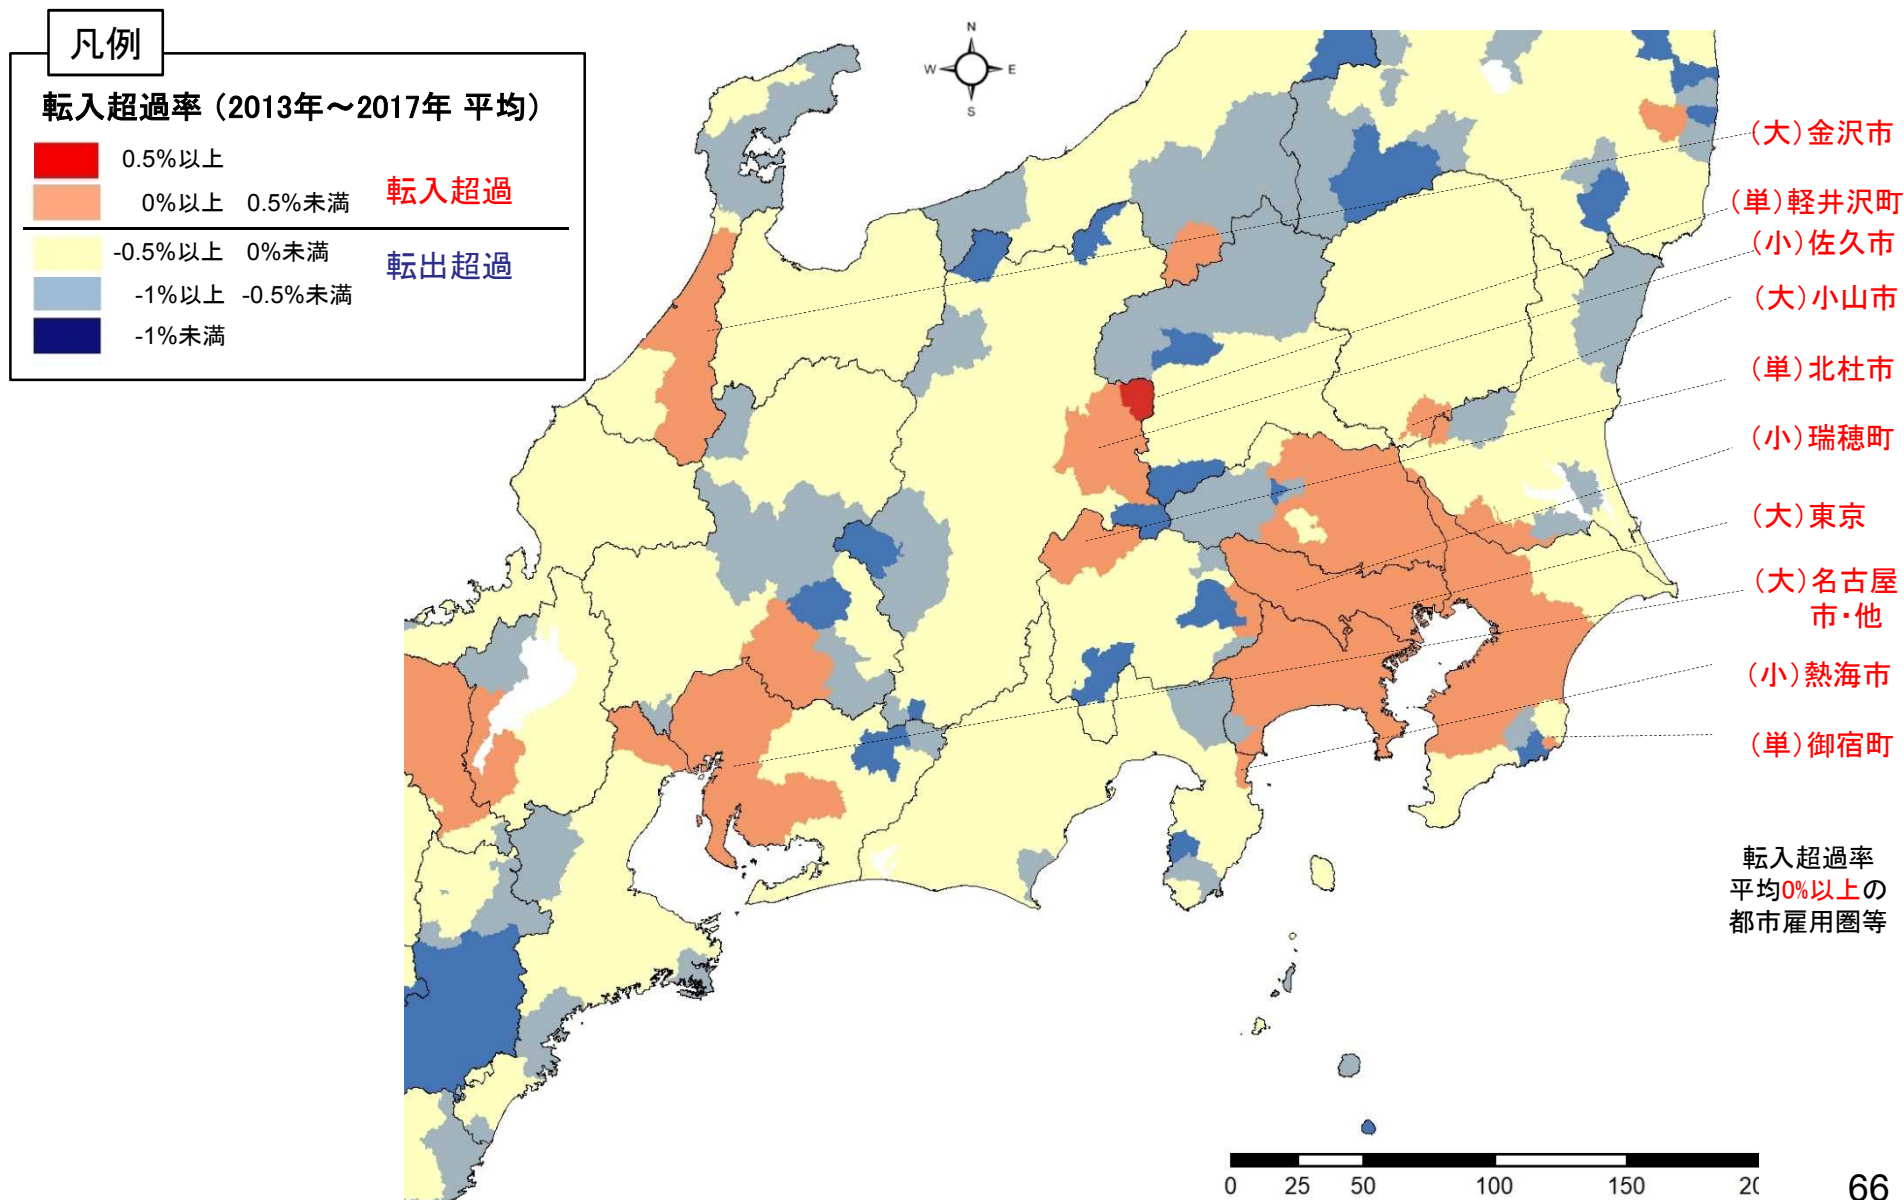 凡例
転入超過率（2013年～2017年 平均）
0.5%以上
0%以上 0.5%未満
転入超過
-0.5%以上 0%未満
転出超過
-1%以上 -0.5%未満
-1%未満
N
W E
S
（大）金沢市
（単）軽井沢町
（小）佐久市
（大）小山市
（単）北杜市
（小）瑞穂町
（大）東京
（大）名古屋
市・他
（小）熱海市
（単）御宿町
転入超過率
平均0%以上の
都市雇用圏等
0 25 50 100 150 20
66